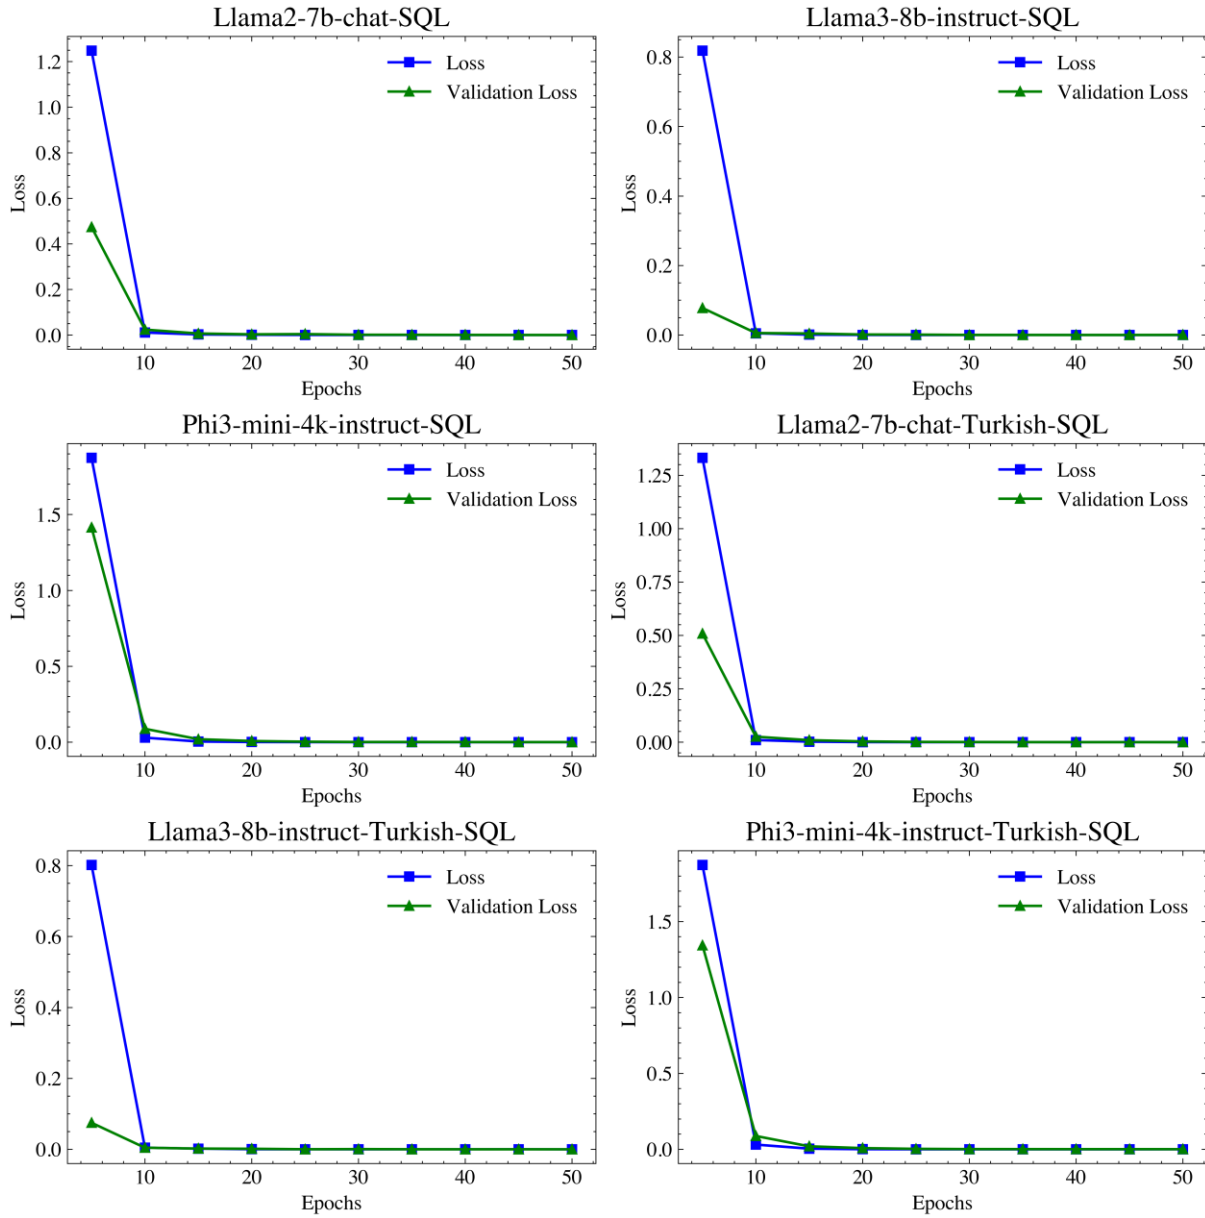 Llama2-7b-chat-SQL
Loss
Validation Loss
1.2
1.0
0.8
0.6
0.4
0.2
0.0
Loss
10
20
30
40
50
Epochs
Llama3-8b-instruct-SQL
Loss
Validation Loss
0.8
0.6
0.4
0.2
0.0
Loss
10
20
30
40
50
Epochs
Phi3-mini-4k-instruct-SQL
Loss
Validation Loss
1.5
1.0
0.5
0.0
Loss
10
20
30
40
50
Epochs
Llama2-7b-chat-Turkish-SQL
Loss
Validation Loss
1.25
1.00
0.75
0.50
0.25
0.00
Loss
10
20
30
40
50
Epochs
Llama3-8b-instruct-Turkish-SQL
Loss
Validation Loss
0.8
0.6
0.4
0.2
0.0
Loss
10
20
30
40
50
Epochs
Phi3-mini-4k-instruct-Turkish-SQL
Loss
Validation Loss
1.5
1.0
0.5
0.0
Loss
10
20
30
40
50
Epochs